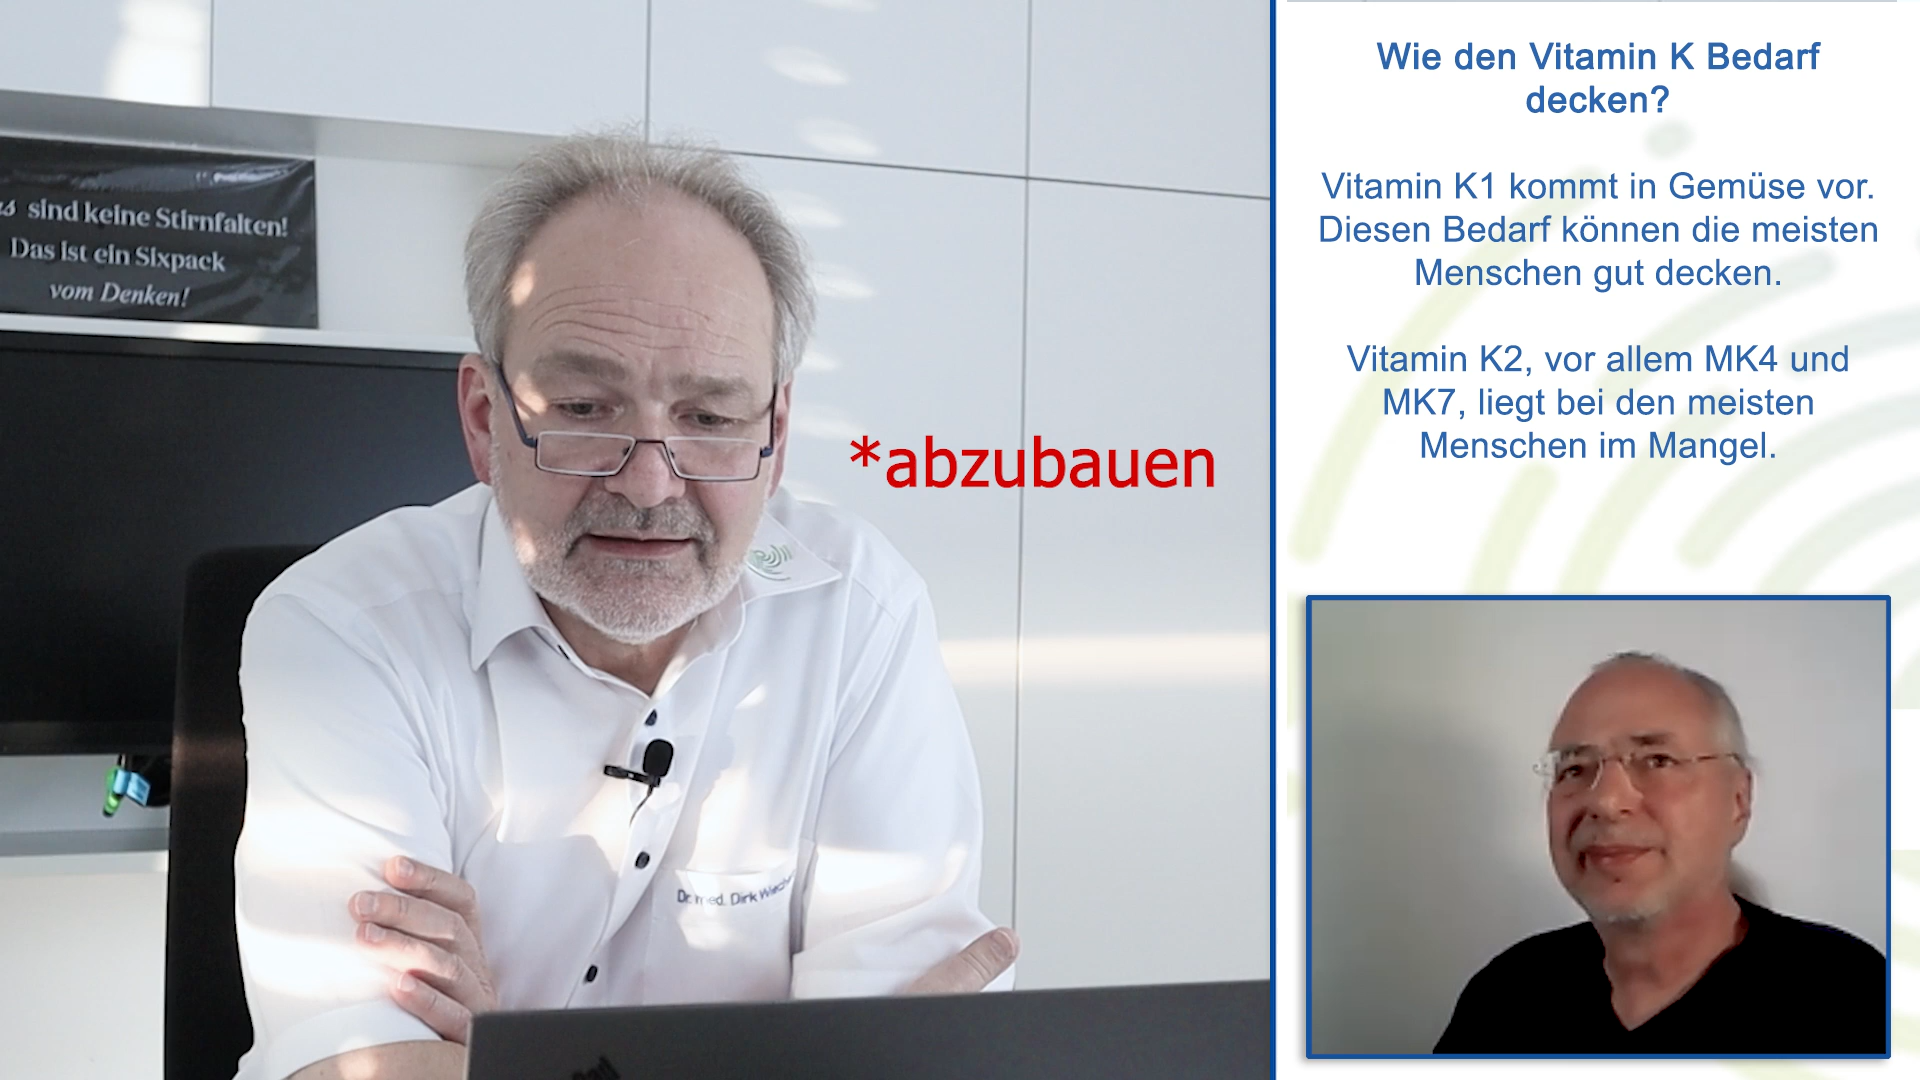 sind keine Stirnfalten!
Das ist ein Sixpack
vom Denken!
*abzubauen
Dr. med. Dirk
Wie den Vitamin K Bedarf
decken?
Vitamin K1 kommt in Gemüse vor.
Diesen Bedarf können die meisten
Menschen gut decken.
Vitamin K2, vor allem MK4 und
MK7, liegt bei den meisten
Menschen im Mangel.